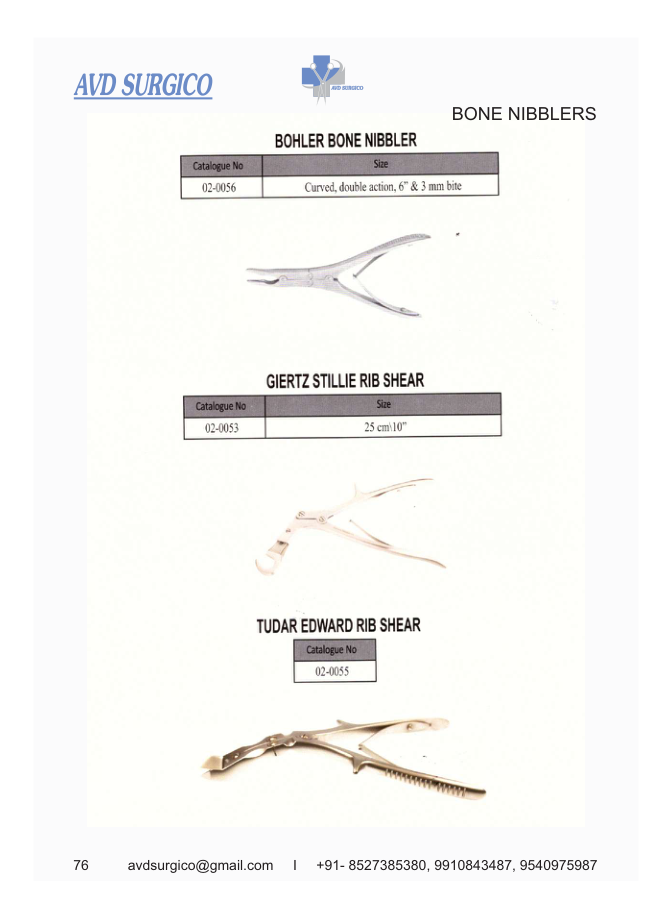 AVD SURGICO
AVD SURGICO
BONE NIBBLERS
BOHLER BONE NIBBLER
Catalogue No Size
02-0056 Curved, double action, 6” & 3 mm bite
GIERTZ STILLIE RIB SHEAR
Catalogue No Size
02-0053 25 cm\10”
TUDAR EDWARD RIB SHEAR
Catalogue No
02-0055
76 avdsurgico@gmail.com I +91- 8527385380, 9910843487, 9540975987